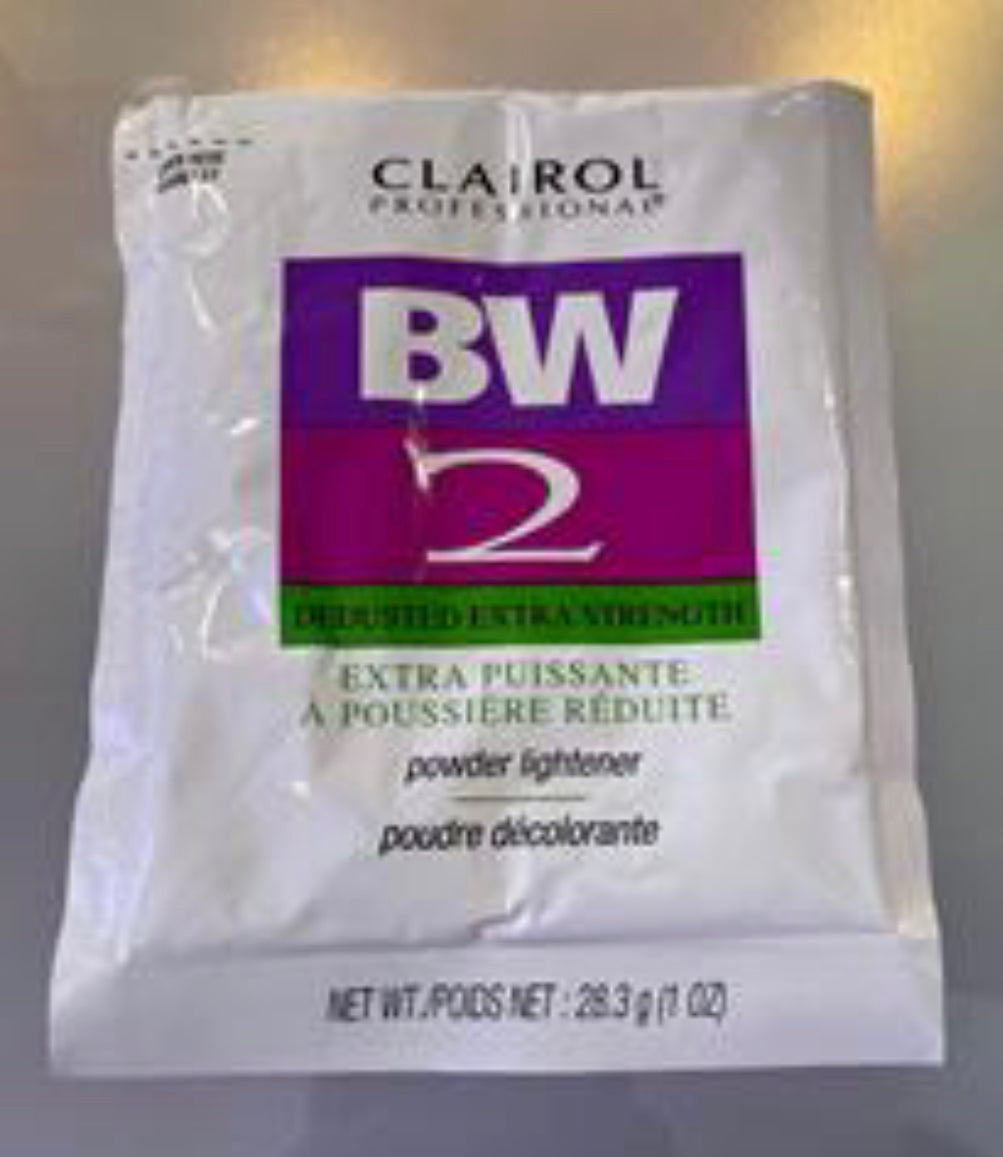 CLAIROL
PROFESSIONAL®
BW
2
DEDUSTED EXTRA STRENGTH
EXTRA PUISSANTE
À POUSSIÈRE RÉDUITE
powder lightener
poudre décolorante
NET WT./POIDS NET : 28.3 g (1 OZ)